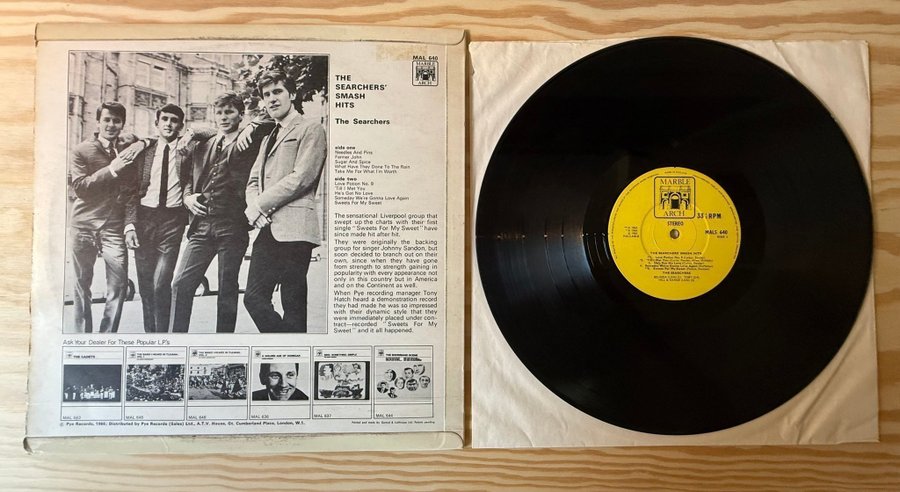 MAL 640
MARBLE
ARCH
THE
SEARCHERS'
SMASH
HITS
The Searchers
side one
Needles And Pins
Farmer John
Sugar And Spice
What Have They Done To The Rain
Take Me For What I'm Worth
side two
Love Potion No. 9
'Till I Met You
He's Got No Love
Someday We're Gonna Love Again
Sweets For My Sweet
The sensational Liverpool group that
swept up the charts with their first
single "Sweets For My Sweet" have
since made hit after hit.
They were originally the backing
group for singer Johnny Sandon, but
soon decided to branch out on their
own, since when they have gone
from strength to strength gaining in
popularity with every appearance not
only in this country but in America
and on the Continent as well.
When Pye recording manager Tony
Hatch heard a demonstration record
they had made he was so impressed
with their dynamic style that they
were immediately placed under con-
tract—recorded "Sweets For My
Sweet" and it all happened.
Ask Your Dealer For These Popular L.P's
THE CADETS
MAL 645
MAL 646
MAL 636
MAL 637
MAL 644
Pye Records, 1966; Distributed by Pye Records (Sales) Ltd., A.T.V. House, Gt. Cumberland Place, London, W.1.
MARBLE
ARCH
STEREO
33⅓ RPM
MALS 640
THE SEARCHERS SMASH HITS
THE SEARCHERS